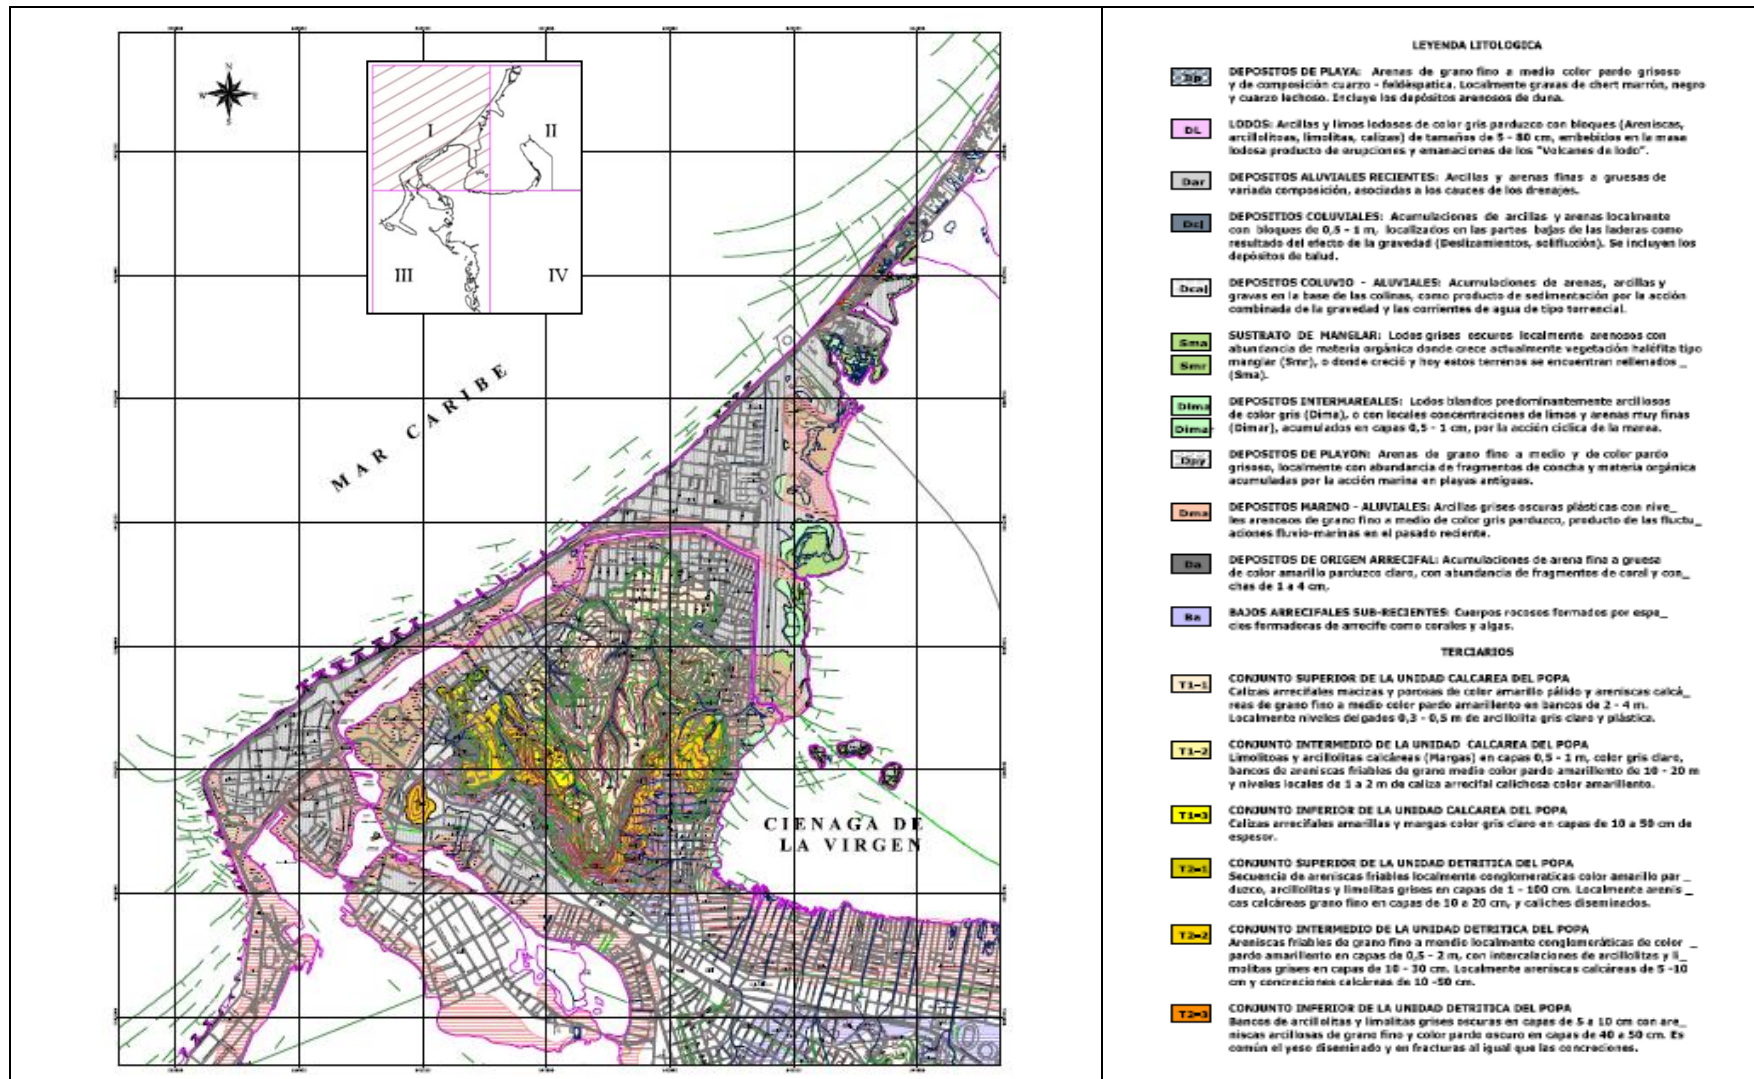 N
W
E
S
I
II
III
IV
MAR CARIBE
CIENAGA DE
LA VIRGEN
LEYENDA LITOLOGICA
Dp
DEPOSITOS DE PLAYA: Arenas de grano fino a medio color pardo grisoso
y de composición cuarzo - feldéspatica. Localmente gravas de chert marrón, negro
y cuarzo lechoso. Incluye los depósitos arenosos de duna.
DL
LODOS: Arcillas y limos lodosos de color gris parduzco con bloques (Areniscas,
arcillolitoas, limolitas, calizas) de tamaños de 5 - 80 cm, embebidos en la masa
lodosa producto de erupciones y emanaciones de los "Volcanes de lodo".
Dar
DEPOSITOS ALUVIALES RECIENTES: Arcillas y arenas finas a gruesas de
variada composición, asociadas a los cauces de los drenajes.
Dcl
DEPOSITIOS COLUVIALES: Acumulaciones de arcillas y arenas localmente
con bloques de 0,5 - 1 m, localizados en las partes bajas de las laderas como
resultado del efecto de la gravedad (Deslizamientos, solifluxión). Se incluyen los
depósitos de talud.
Dcal
DEPOSITOS COLUVIO - ALUVIALES: Acumulaciones de arenas, arcillas y
gravas en la base de las colinas, como producto de sedimentación por la acción
combinada de la gravedad y las corrientes de agua de tipo torrencial.
Sma
Smr
SUSTRATO DE MANGLAR: Lodos grises oscuros localmente arenosos con
abundancia de materia orgánica donde crece actualmente vegetación halófita tipo
manglar (Smr), o donde creció y hoy estos terrenos se encuentran rellenados _
(Sma).
Dima
Dima
DEPOSITOS INTERMAREALES: Lodos blandos predominantemente arcillosos
de color gris (Dima), o con locales concentraciones de limos y arenas muy finas
(Dimar), acumulados en capas 0,5 - 1 cm, por la acción cíclica de la marea.
Dpy
DEPOSITOS DE PLAYON: Arenas de grano fino a medio y de color pardo
grisoso, localmente con abundancia de fragmentos de concha y materia orgánica
acumuladas por la acción marina en playas antiguas.
Dma
DEPOSITOS MARINO - ALUVIALES: Arcillas grises oscuras plásticas con nive_
les arenosos de grano fino a medio de color gris parduzco, producto de las fluctu_
aciones fluvio-marinas en el pasado reciente.
Da
DEPOSITOS DE ORIGEN ARRECIFAL: Acumulaciones de arena fina a gruesa
de color amarillo parduzco claro, con abundancia de fragmentos de coral y con_
chas de 1 a 4 cm.
Ba
BAJOS ARRECIFALES SUB-RECIENTES: Cuerpos rocosos formados por espe_
cies formadoras de arrecife como corales y algas.
TERCIARIOS
T1-1
CONJUNTO SUPERIOR DE LA UNIDAD CALCAREA DEL POPA
Calizas arrecifales macizas y porosas de color amarillo pálido y areniscas calcá_
reas de grano fino a medio color pardo amarillento en bancos de 2 - 4 m.
Localmente niveles delgados 0,3 - 0,5 m de arcillolita gris claro y plástica.
T1-2
CONJUNTO INTERMEDIO DE LA UNIDAD CALCAREA DEL POPA
Limolitoas y arcillolitas calcáreas (Margas) en capas 0,5 - 1 m, color gris claro,
bancos de areniscas friables de grano medio color pardo amarillento de 10 - 20 m
y niveles locales de 1 a 2 m de caliza arrecifal calichosa color amarillento.
T1-3
CONJUNTO INFERIOR DE LA UNIDAD CALCAREA DEL POPA
Calizas arrecifales amarillas y margas color gris claro en capas de 10 a 50 cm de
espesor.
T2-1
CONJUNTO SUPERIOR DE LA UNIDAD DETRITICA DEL POPA
Secuencia de areniscas friables localmente conglomeraticas color amarillo par _
duzco, arcillolitas y limolitas grises en capas de 1 - 100 cm. Localmente arenis _
cas calcáreas grano fino en capas de 10 a 20 cm, y caliches diseminados.
T2-2
CONJUNTO INTERMEDIO DE LA UNIDAD DETRITICA DEL POPA
Areniscas friables de grano fino a mendio localmente conglomeráticas de color _
pardo amarillento en capas de 0,5 - 2 m, con intercalaciones de arcillolitas y li_
molitas grises en capas de 10 - 30 cm. Localmente areniscas calcáreas de 5 -10
cm y concreciones calcáreas de 10 -50 cm.
T2-3
CONJUNTO INFERIOR DE LA UNIDAD DETRITICA DEL POPA
Bancos de arcillolitas y limolitas grises oscuras en capas de 5 a 10 cm con are_
niscas arcillosas de grano fino y color pardo oscuro en capas de 40 a 50 cm. Es
común el yeso diseminado y en fracturas al igual que las concreciones.